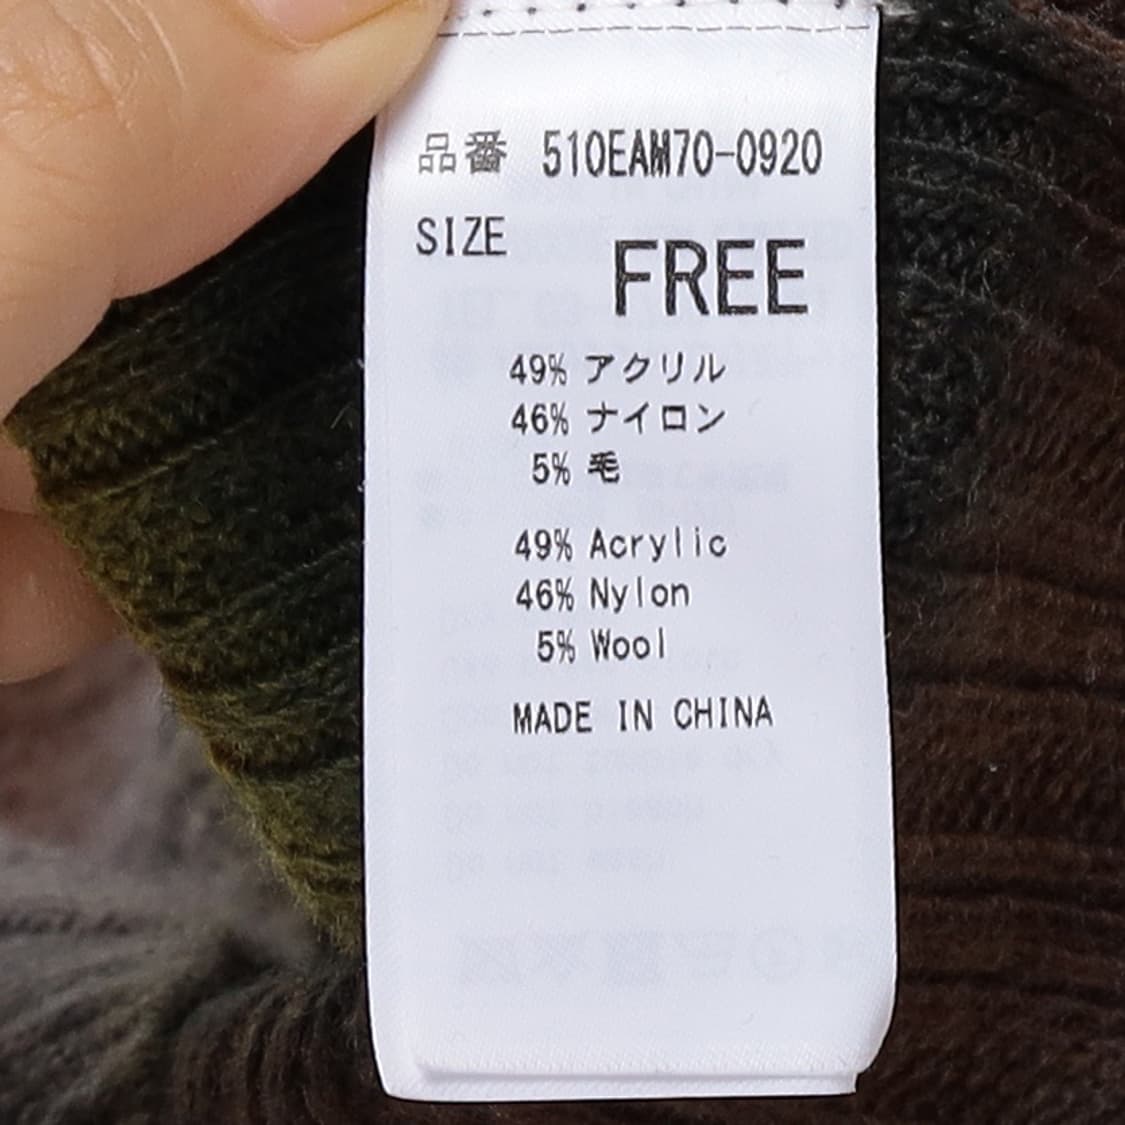 品番 510EAM70-0920
SIZE
FREE
49% アクリル
46% ナイロン
5% 毛
49% Acrylic
46% Nylon
5% Wool
MADE IN CHINA